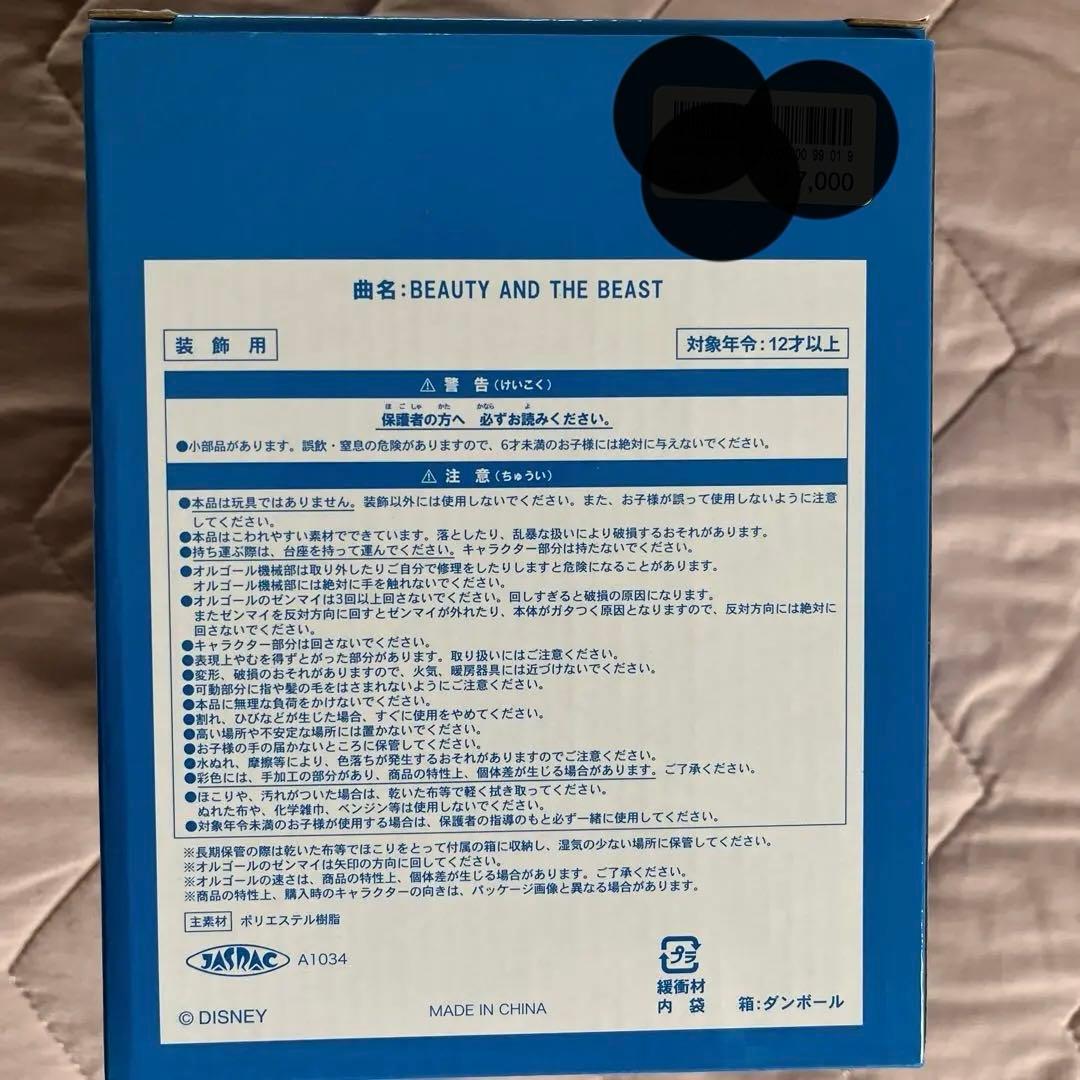 99 01 9
7,000
曲名:BEAUTY AND THE BEAST
装飾用
対象年令:12才以上
⚠ 警告(けいこく)
ほごしゃ かた かなら よ
保護者の方へ 必ずお読みください。
●小部品があります。誤飲・窒息の危険がありますので、6才未満のお子様には絶対に与えないでください。
⚠ 注意(ちゅうい)
●本品は玩具ではありません。装飾以外には使用しないでください。また、お子様が誤って使用しないように注意
してください。
●本品はこわれやすい素材でできています。落としたり、乱暴な扱いにより破損するおそれがあります。
●持ち運ぶ際は、台座を持って運んでください。キャラクター部分は持たないでください。
●オルゴール機械部は取り外したりご自分で修理をしたりしますと危険になることがあります。
オルゴール機械部には絶対に手を触れないでください。
●オルゴールのゼンマイは3回以上回さないでください。回しすぎると破損の原因になります。
またゼンマイを反対方向に回すとゼンマイが外れたり、本体がガタつく原因となりますので、反対方向には絶対に
回さないでください。
●キャラクター部分は回さないでください。
●表現上やむを得ずとがった部分があります。取り扱いにはご注意ください。
●変形、破損のおそれがありますので、火気、暖房器具には近づけないでください。
●可動部分に指や髪の毛をはさまれないようにご注意ください。
●本品に無理な負荷をかけないでください。
●割れ、ひびなどが生じた場合、すぐに使用をやめてください。
●高い場所や不安定な場所には置かないでください。
●お子様の手の届かないところに保管してください。
●水ぬれ、摩擦等により、色落ちが発生するおそれがありますのでご注意ください。
●彩色には、手加工の部分があり、商品の特性上、個体差が生じる場合があります。ご了承ください。
●ほこりや、汚れがついた場合は、乾いた布等で軽く拭き取ってください。
ぬれた布や、化学雑巾、ベンジン等は使用しないでください。
●対象年令未満のお子様が使用する場合は、保護者の指導のもと必ず一緒に使用してください。
※長期保管の際は乾いた布等でほこりをとって付属の箱に収納し、湿気の少ない場所に保管してください。
※オルゴールのゼンマイは矢印の方向に回してください。
※オルゴールの速さは、商品の特性上、個体差が生じる場合があります。ご了承ください。
※商品の特性上、購入時のキャラクターの向きは、パッケージ画像と異なる場合があります。
主素材 ポリエステル樹脂
JASRAC A1034
プラ
緩衝材
内袋
箱:ダンボール
© DISNEY
MADE IN CHINA